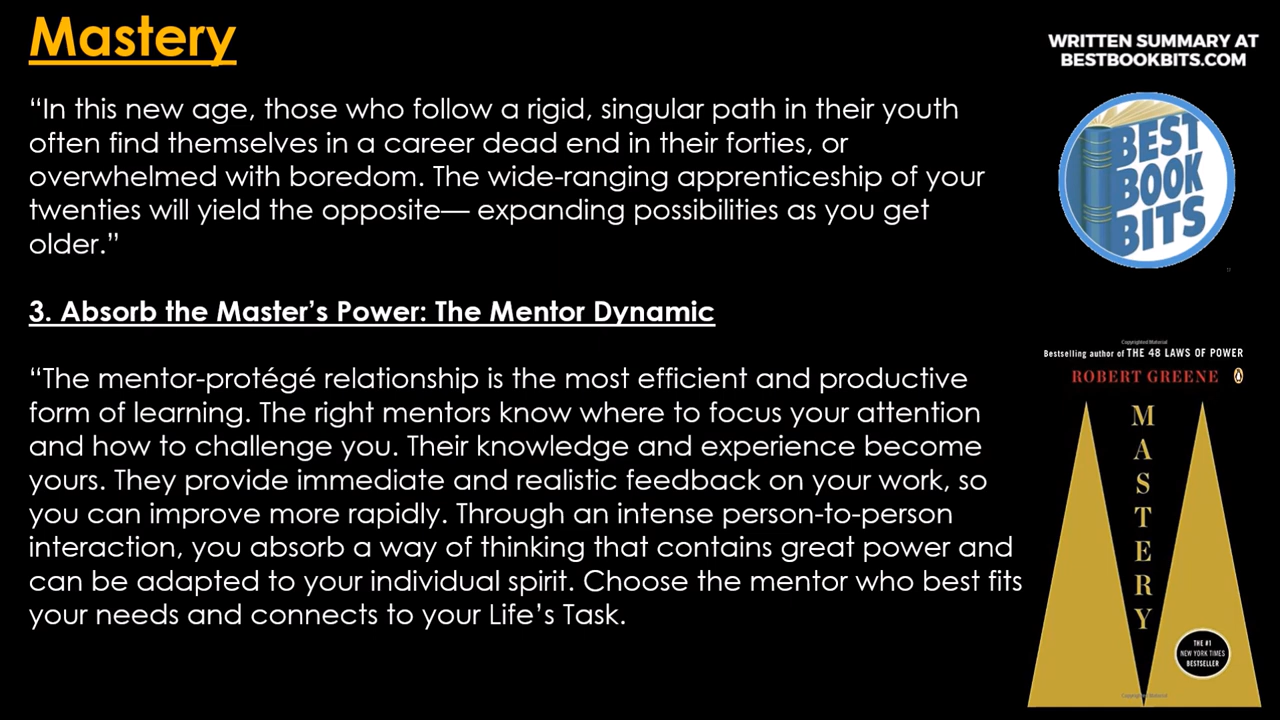 Mastery
WRITTEN SUMMARY AT
BESTBOOKBITS.COM
“In this new age, those who follow a rigid, singular path in their youth
often find themselves in a career dead end in their forties, or
overwhelmed with boredom. The wide-ranging apprenticeship of your
twenties will yield the opposite— expanding possibilities as you get
older.”
BEST
BOOK
BITS
3. Absorb the Master’s Power: The Mentor Dynamic
“The mentor-protégé relationship is the most efficient and productive
form of learning. The right mentors know where to focus your attention
and how to challenge you. Their knowledge and experience become
yours. They provide immediate and realistic feedback on your work, so
you can improve more rapidly. Through an intense person-to-person
interaction, you absorb a way of thinking that contains great power and
can be adapted to your individual spirit. Choose the mentor who best fits
your needs and connects to your Life’s Task.
Copyrighted Material
Bestselling author of THE 48 LAWS OF POWER
ROBERT GREENE
M
A
S
T
E
R
Y
THE #1
NEW YORK TIMES
BESTSELLER
Copyrighted Material